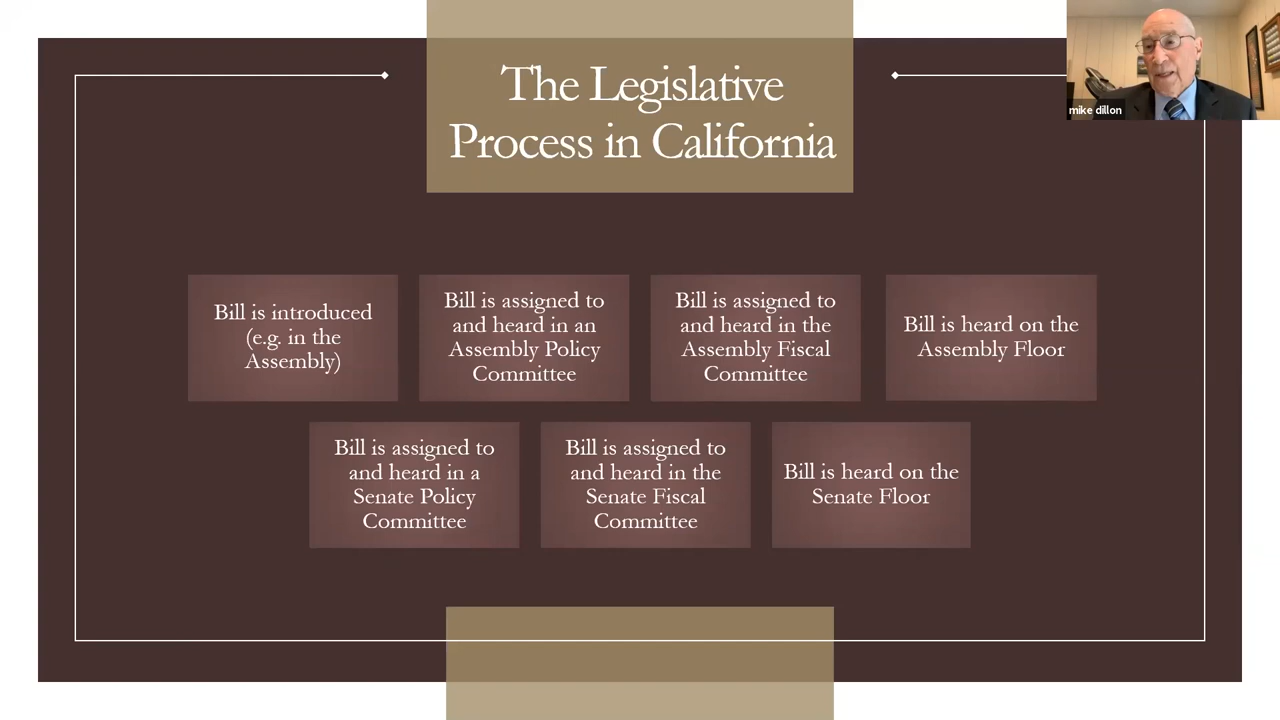 The Legislative
Process in California
mike dillon
Bill is introduced
(e.g. in the
Assembly)
Bill is assigned to
and heard in an
Assembly Policy
Committee
Bill is assigned to
and heard in the
Assembly Fiscal
Committee
Bill is heard on the
Assembly Floor
Bill is assigned to
and heard in a
Senate Policy
Committee
Bill is assigned to
and heard in the
Senate Fiscal
Committee
Bill is heard on the
Senate Floor